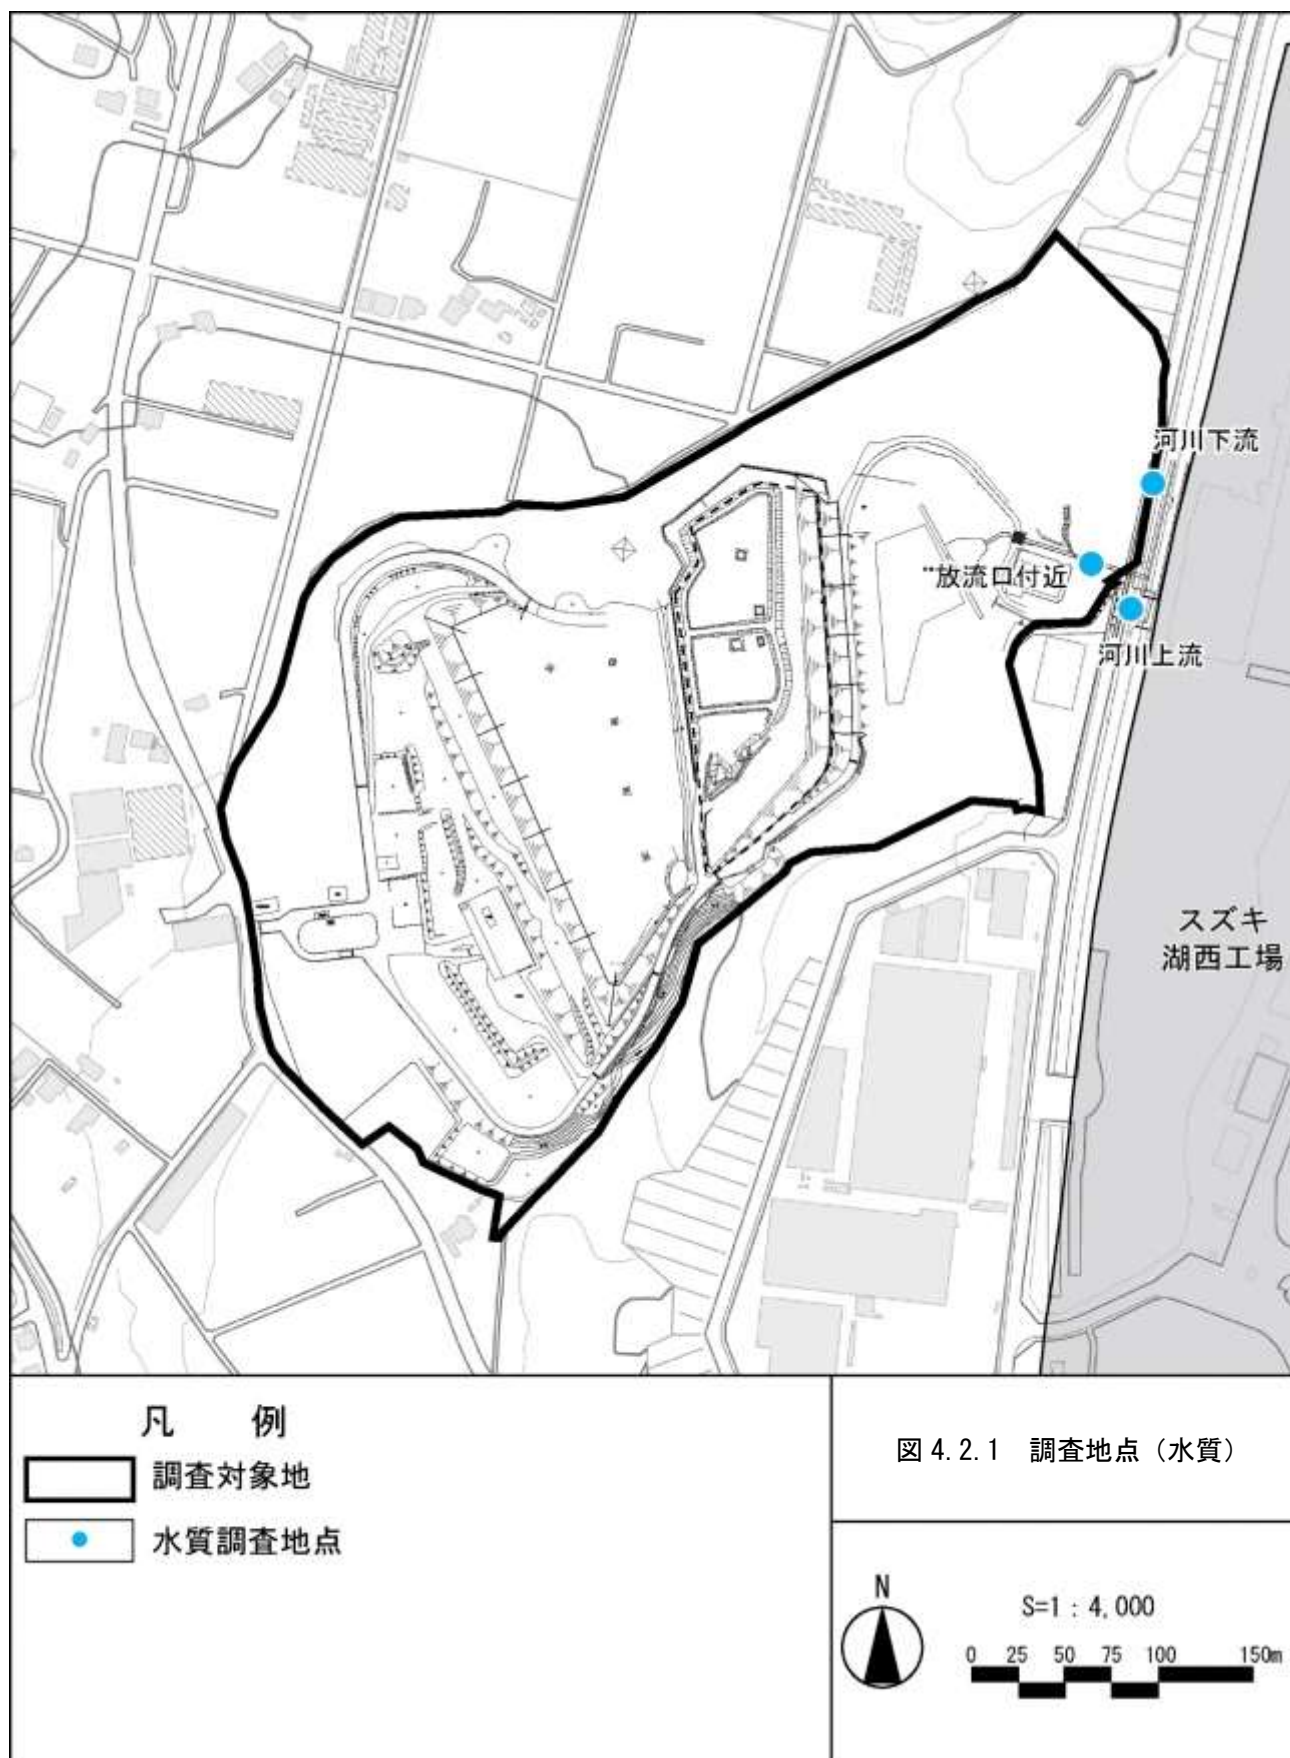 河川下流
放流口付近
河川上流
スズキ
湖西工場
凡 例
調査対象地
水質調査地点
図 4.2.1 調査地点（水質）
N
S=1 : 4,000
0 25 50 75 100 150m